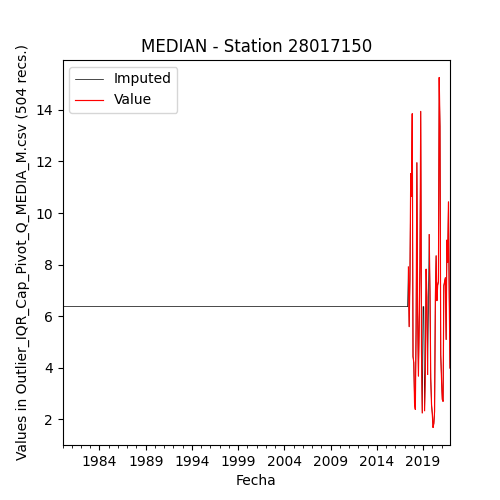 MEDIAN - Station 28017150
Imputed
Value
Values in Outlier_IQR_Cap_Pivot_Q_MEDIA_M.csv (504 recs.)
14
12
10
8
6
4
2
1984 1989 1994 1999 2004 2009 2014 2019
Fecha